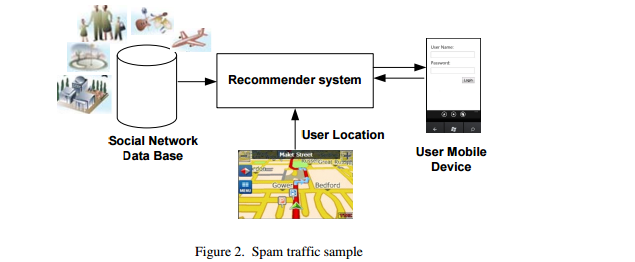 User Name:
Password:
Recommender system
Login
Social Network
Data Base
User Location
Malet Street
Gower
Bedford
MENU
User Mobile
Device
Figure 2. Spam traffic sample